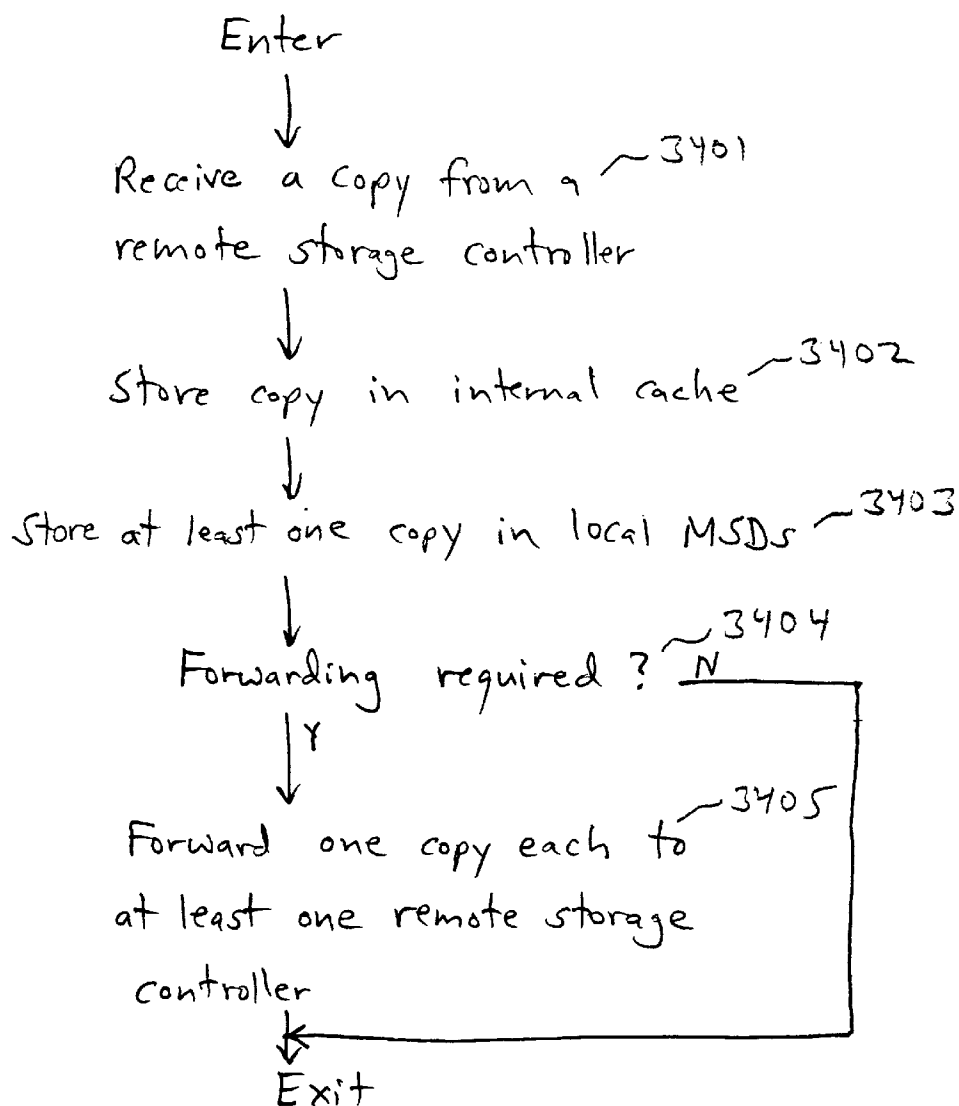 Enter
Receive a copy from a 3401
remote storage controller
Store copy in internal cache 3402
Store at least one copy in local MSDs 3403
3404
Forwarding required ? N
Y
3405
Forward one copy each to
at least one remote storage
controller
Exit